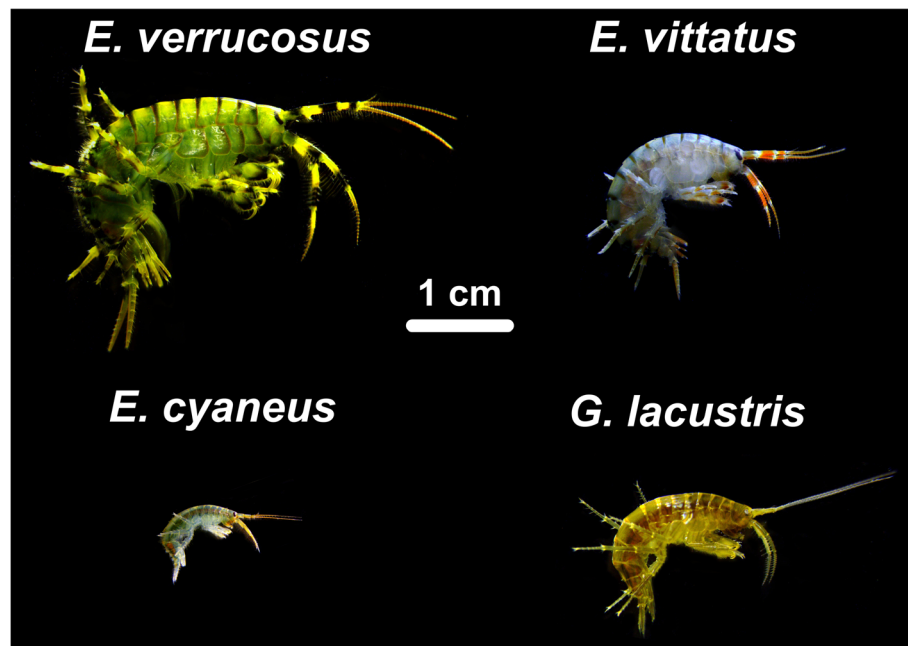 E. verrucosus
E. vittatus
1 cm
E. cyaneus
G. lacustris